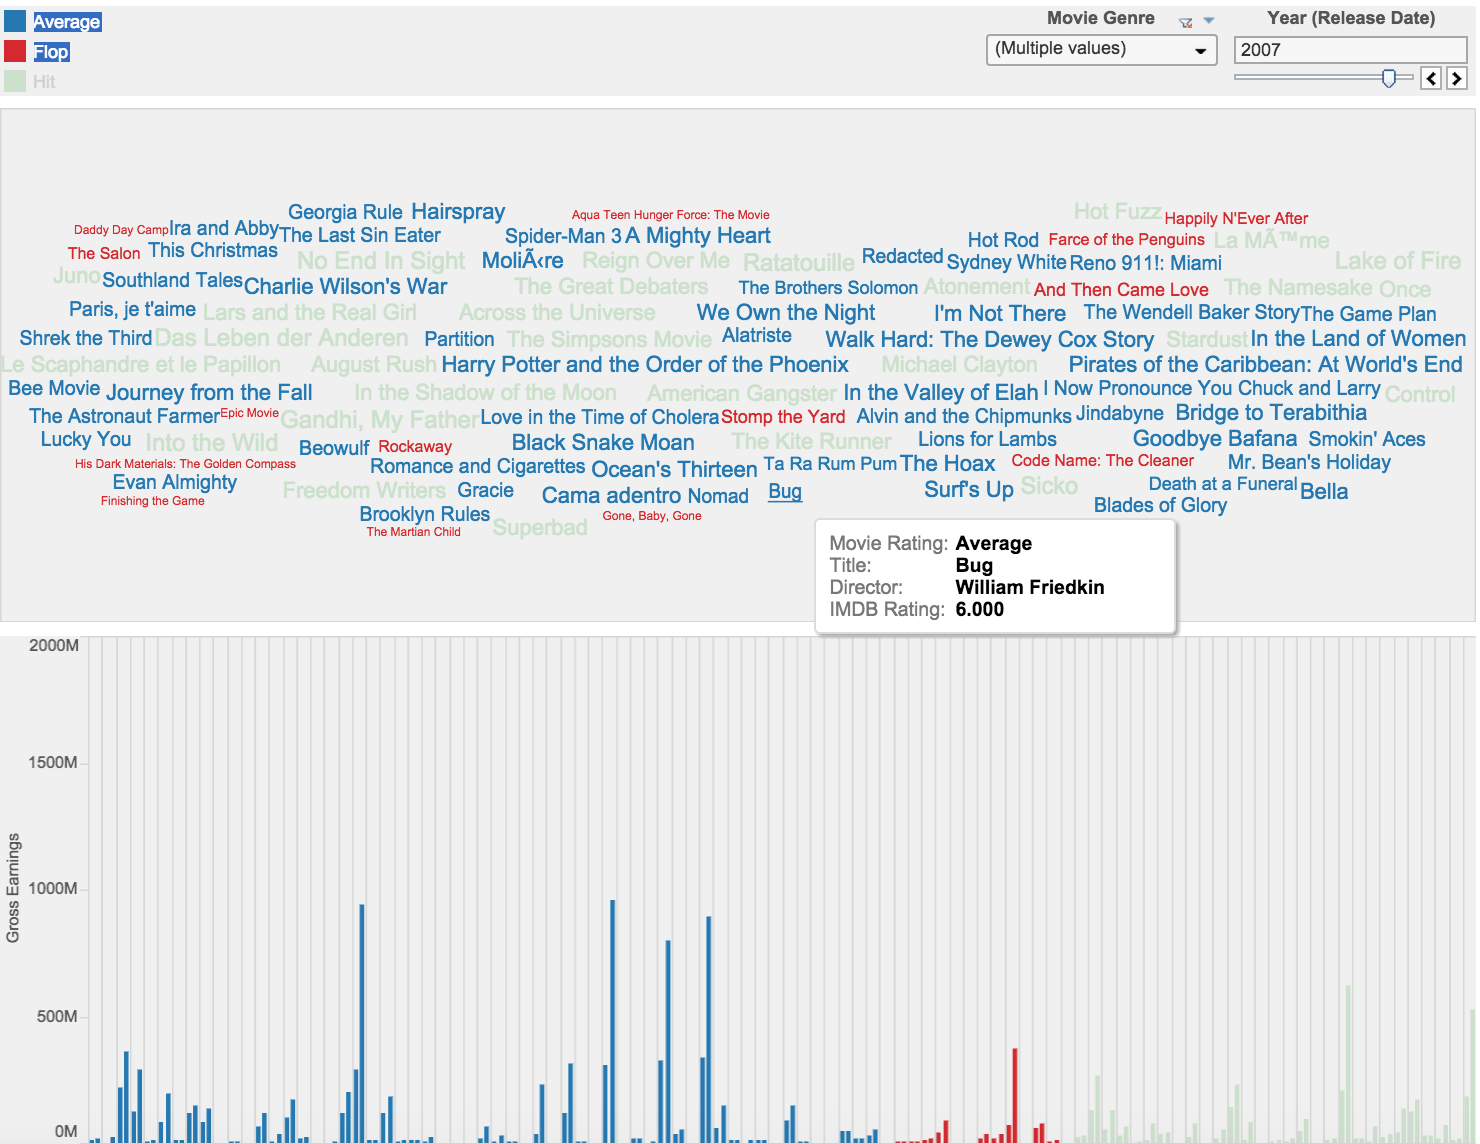 Average
Flop
Hit
Movie Genre
(Multiple values)
Year (Release Date)
2007
Georgia Rule Hairspray Aqua Teen Hunger Force: The Movie Hot Fuzz Happily N'Ever After
Daddy Day Camp Ira and Abby The Last Sin Eater Spider-Man 3 A Mighty Heart Hot Rod Farce of the Penguins La MÃ™me
The Salon This Christmas No End In Sight MoliÃ‹re Reign Over Me Ratatouille Redacted Sydney White Reno 911!: Miami Lake of Fire
Juno Southland Tales Charlie Wilson's War The Great Debaters The Brothers Solomon Atonement And Then Came Love The Namesake Once
Paris, je t'aime Lars and the Real Girl Across the Universe We Own the Night I'm Not There The Wendell Baker Story The Game Plan
Shrek the Third Das Leben der Anderen Partition The Simpsons Movie Alatriste Walk Hard: The Dewey Cox Story Stardust In the Land of Women
Le Scaphandre et le Papillon August Rush Harry Potter and the Order of the Phoenix Michael Clayton Pirates of the Caribbean: At World's End
Bee Movie Journey from the Fall In the Shadow of the Moon American Gangster In the Valley of Elah I Now Pronounce You Chuck and Larry Control
The Astronaut Farmer Epic Movie Gandhi, My Father Love in the Time of Cholera Stomp the Yard Alvin and the Chipmunks Jindabyne Bridge to Terabithia
Lucky You Into the Wild Beowulf Rockaway Black Snake Moan The Kite Runner Lions for Lambs Goodbye Bafana Smokin' Aces
His Dark Materials: The Golden Compass Romance and Cigarettes Ocean's Thirteen Ta Ra Rum Pum The Hoax Code Name: The Cleaner Mr. Bean's Holiday
Evan Almighty Freedom Writers Gracie Cama adentro Nomad Bug Surf's Up Sicko Death at a Funeral Bella
Finishing the Game Brooklyn Rules Gone, Baby, Gone Blades of Glory
The Martian Child Superbad
Movie Rating: Average
Title: Bug
Director: William Friedkin
IMDB Rating: 6.000
2000M
1500M
1000M
500M
0M
Gross Earnings